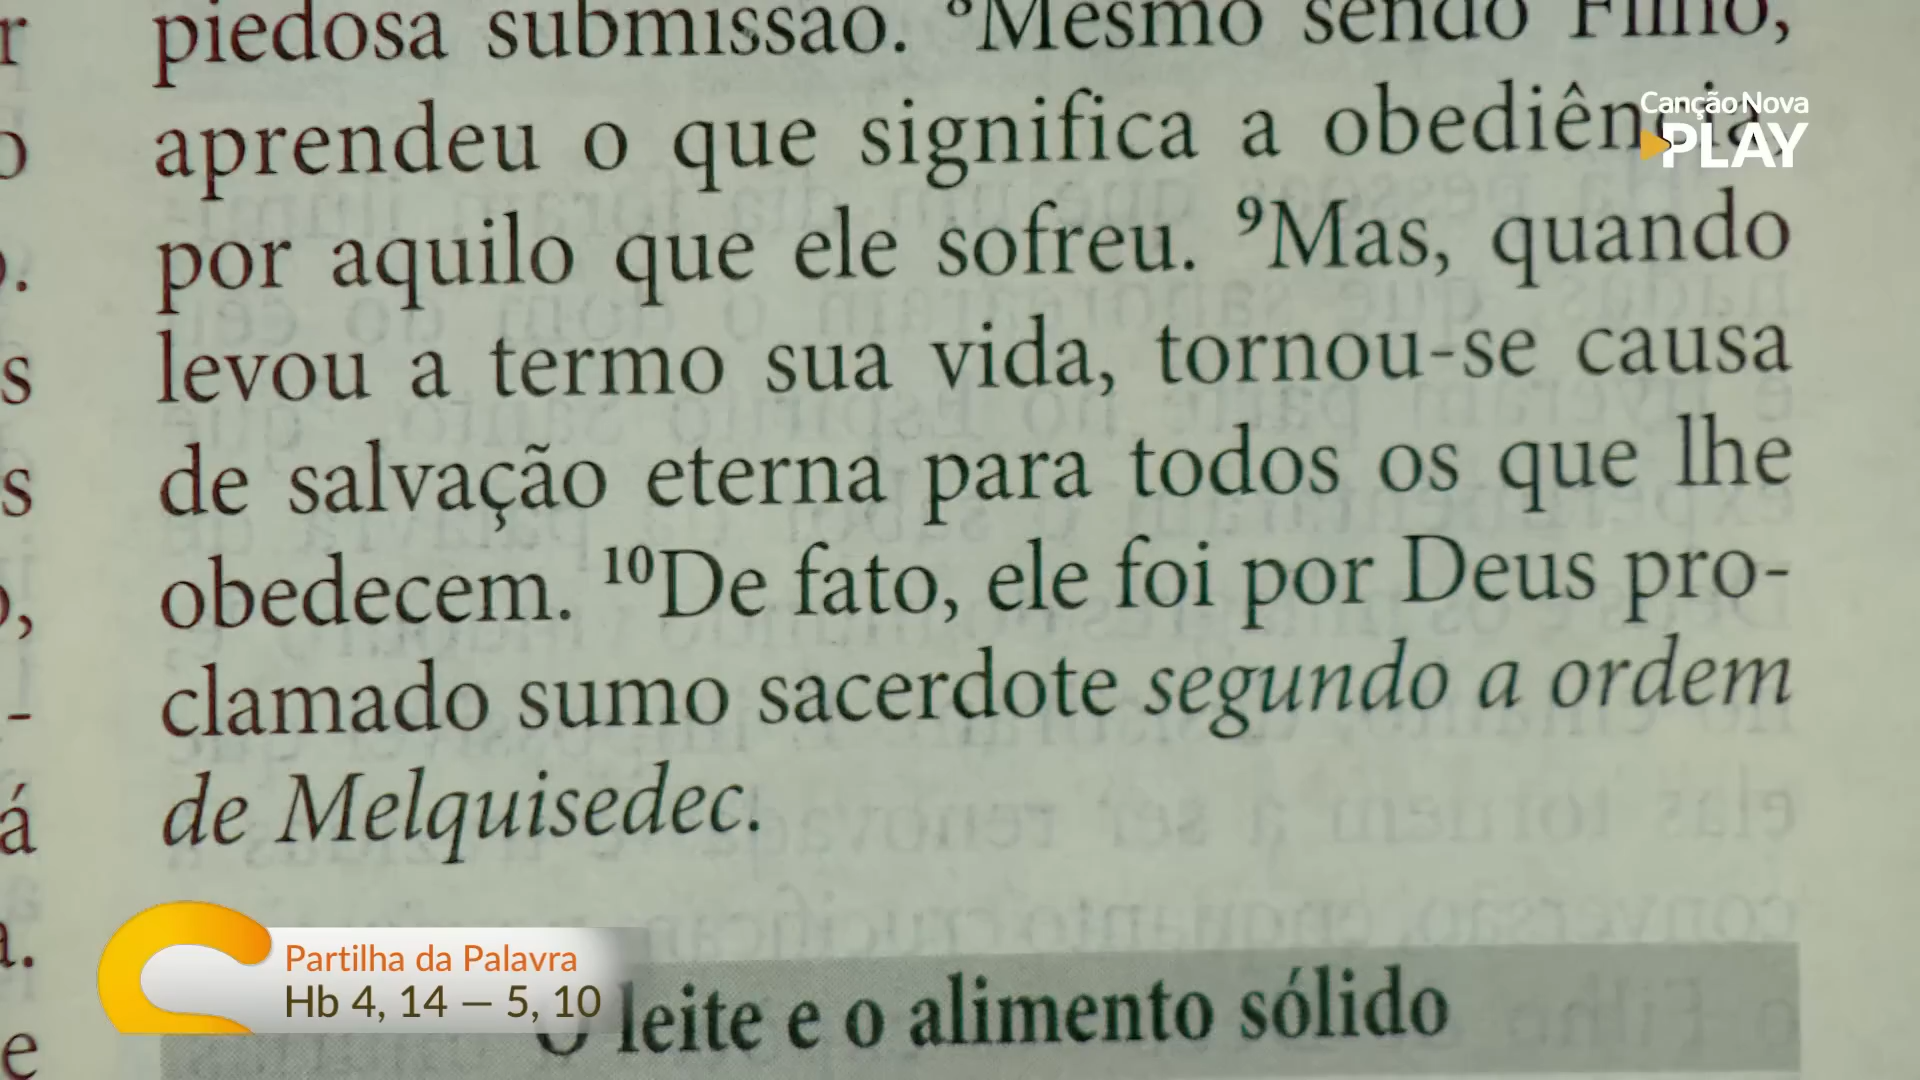 piedosa submissão. ⁸Mesmo sendo Filho,
aprendeu o que significa a obediência,
por aquilo que ele sofreu. ⁹Mas, quando
levou a termo sua vida, tornou-se causa
de salvação eterna para todos os que lhe
obedecem. ¹⁰De fato, ele foi por Deus pro-
clamado sumo sacerdote segundo a ordem
de Melquisedec.
O leite e o alimento sólido
Canção Nova
PLAY
Partilha da Palavra
Hb 4, 14 — 5, 10